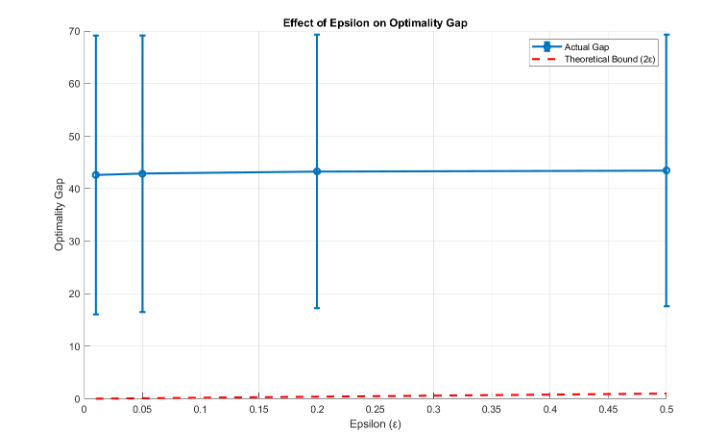 Effect of Epsilon on Optimality Gap
Actual Gap
Theoretical Bound (2ε)
Optimality Gap
70
60
50
40
30
20
10
0
0 0.05 0.1 0.15 0.2 0.25 0.3 0.35 0.4 0.45 0.5
Epsilon (ε)